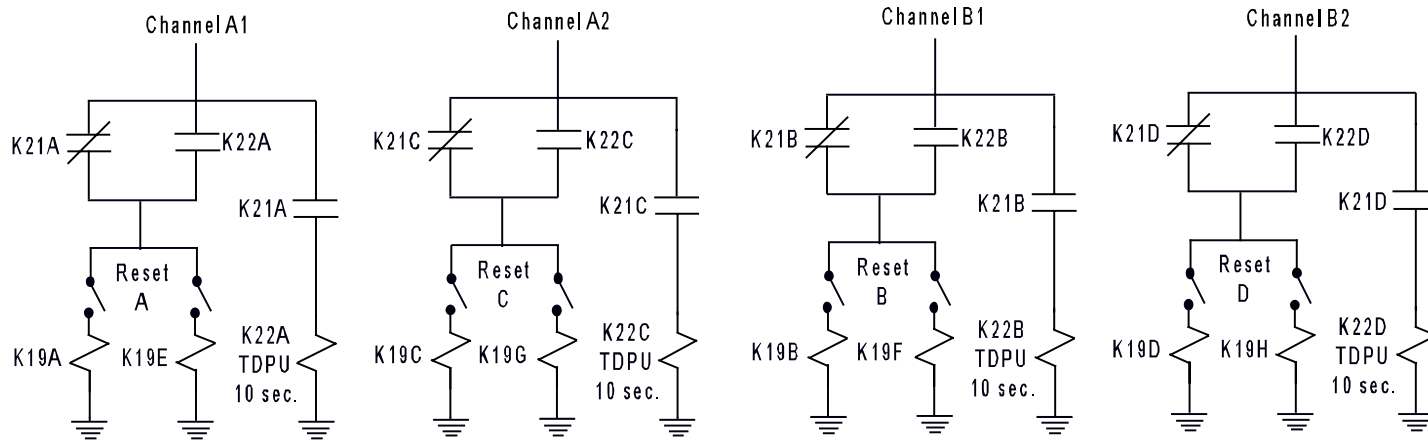 Channel A1
K21A
K22A
K21A
Reset
A
K19A
K19E
K22A
TDPU
10 sec.
Channel A2
K21C
K22C
K21C
Reset
C
K19C
K19G
K22C
TDPU
10 sec.
Channel B1
K21B
K22B
K21B
Reset
B
K19B
K19F
K22B
TDPU
10 sec.
Channel B2
K21D
K22D
K21D
Reset
D
K19D
K19H
K22D
TDPU
10 sec.